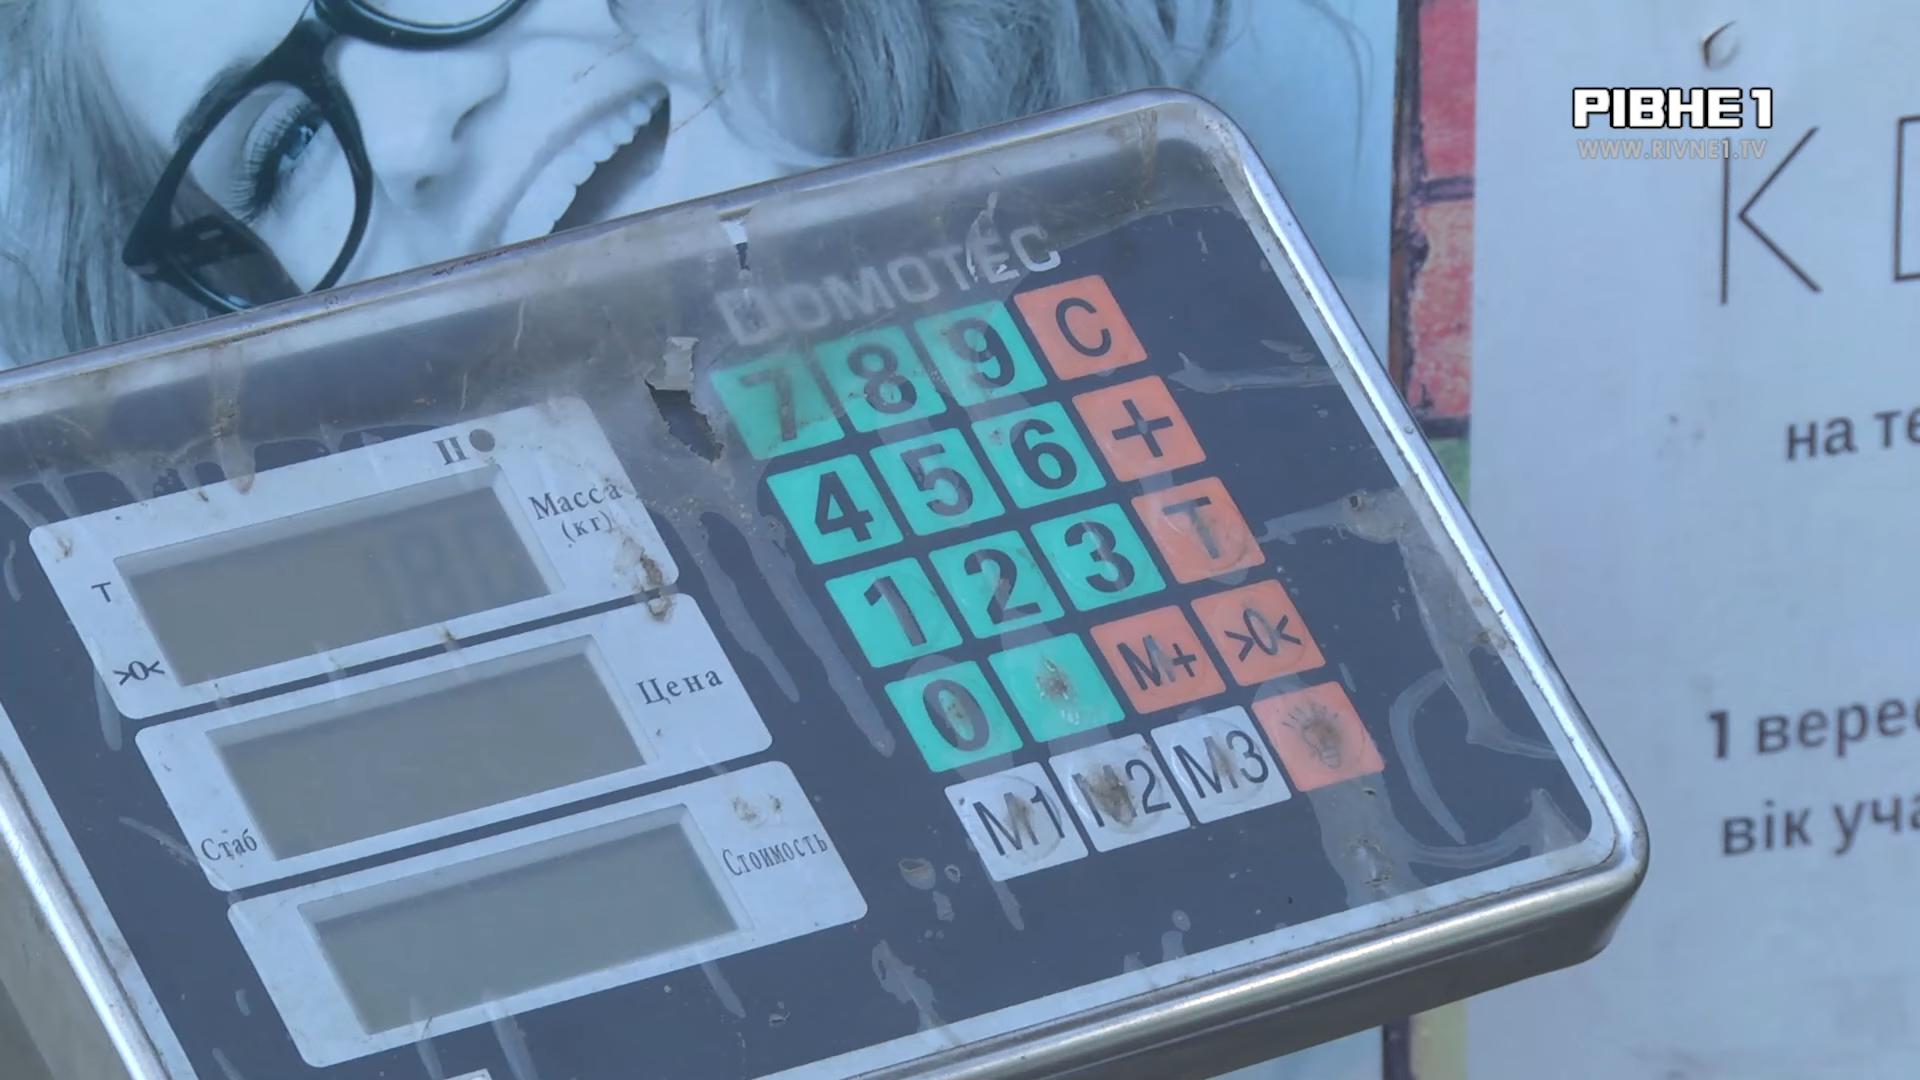 РІВНЕ 1
WWW.RIVNE1.TV
К
DOMOTEC
7 8 9 C
на те
4 5 6 +
Масса
(кг)
T
1 2 3 T
>0<
Цена
0 . M+ >0<
1 верес
вік уча
M1 M2 M3
Стаб
Стоимость